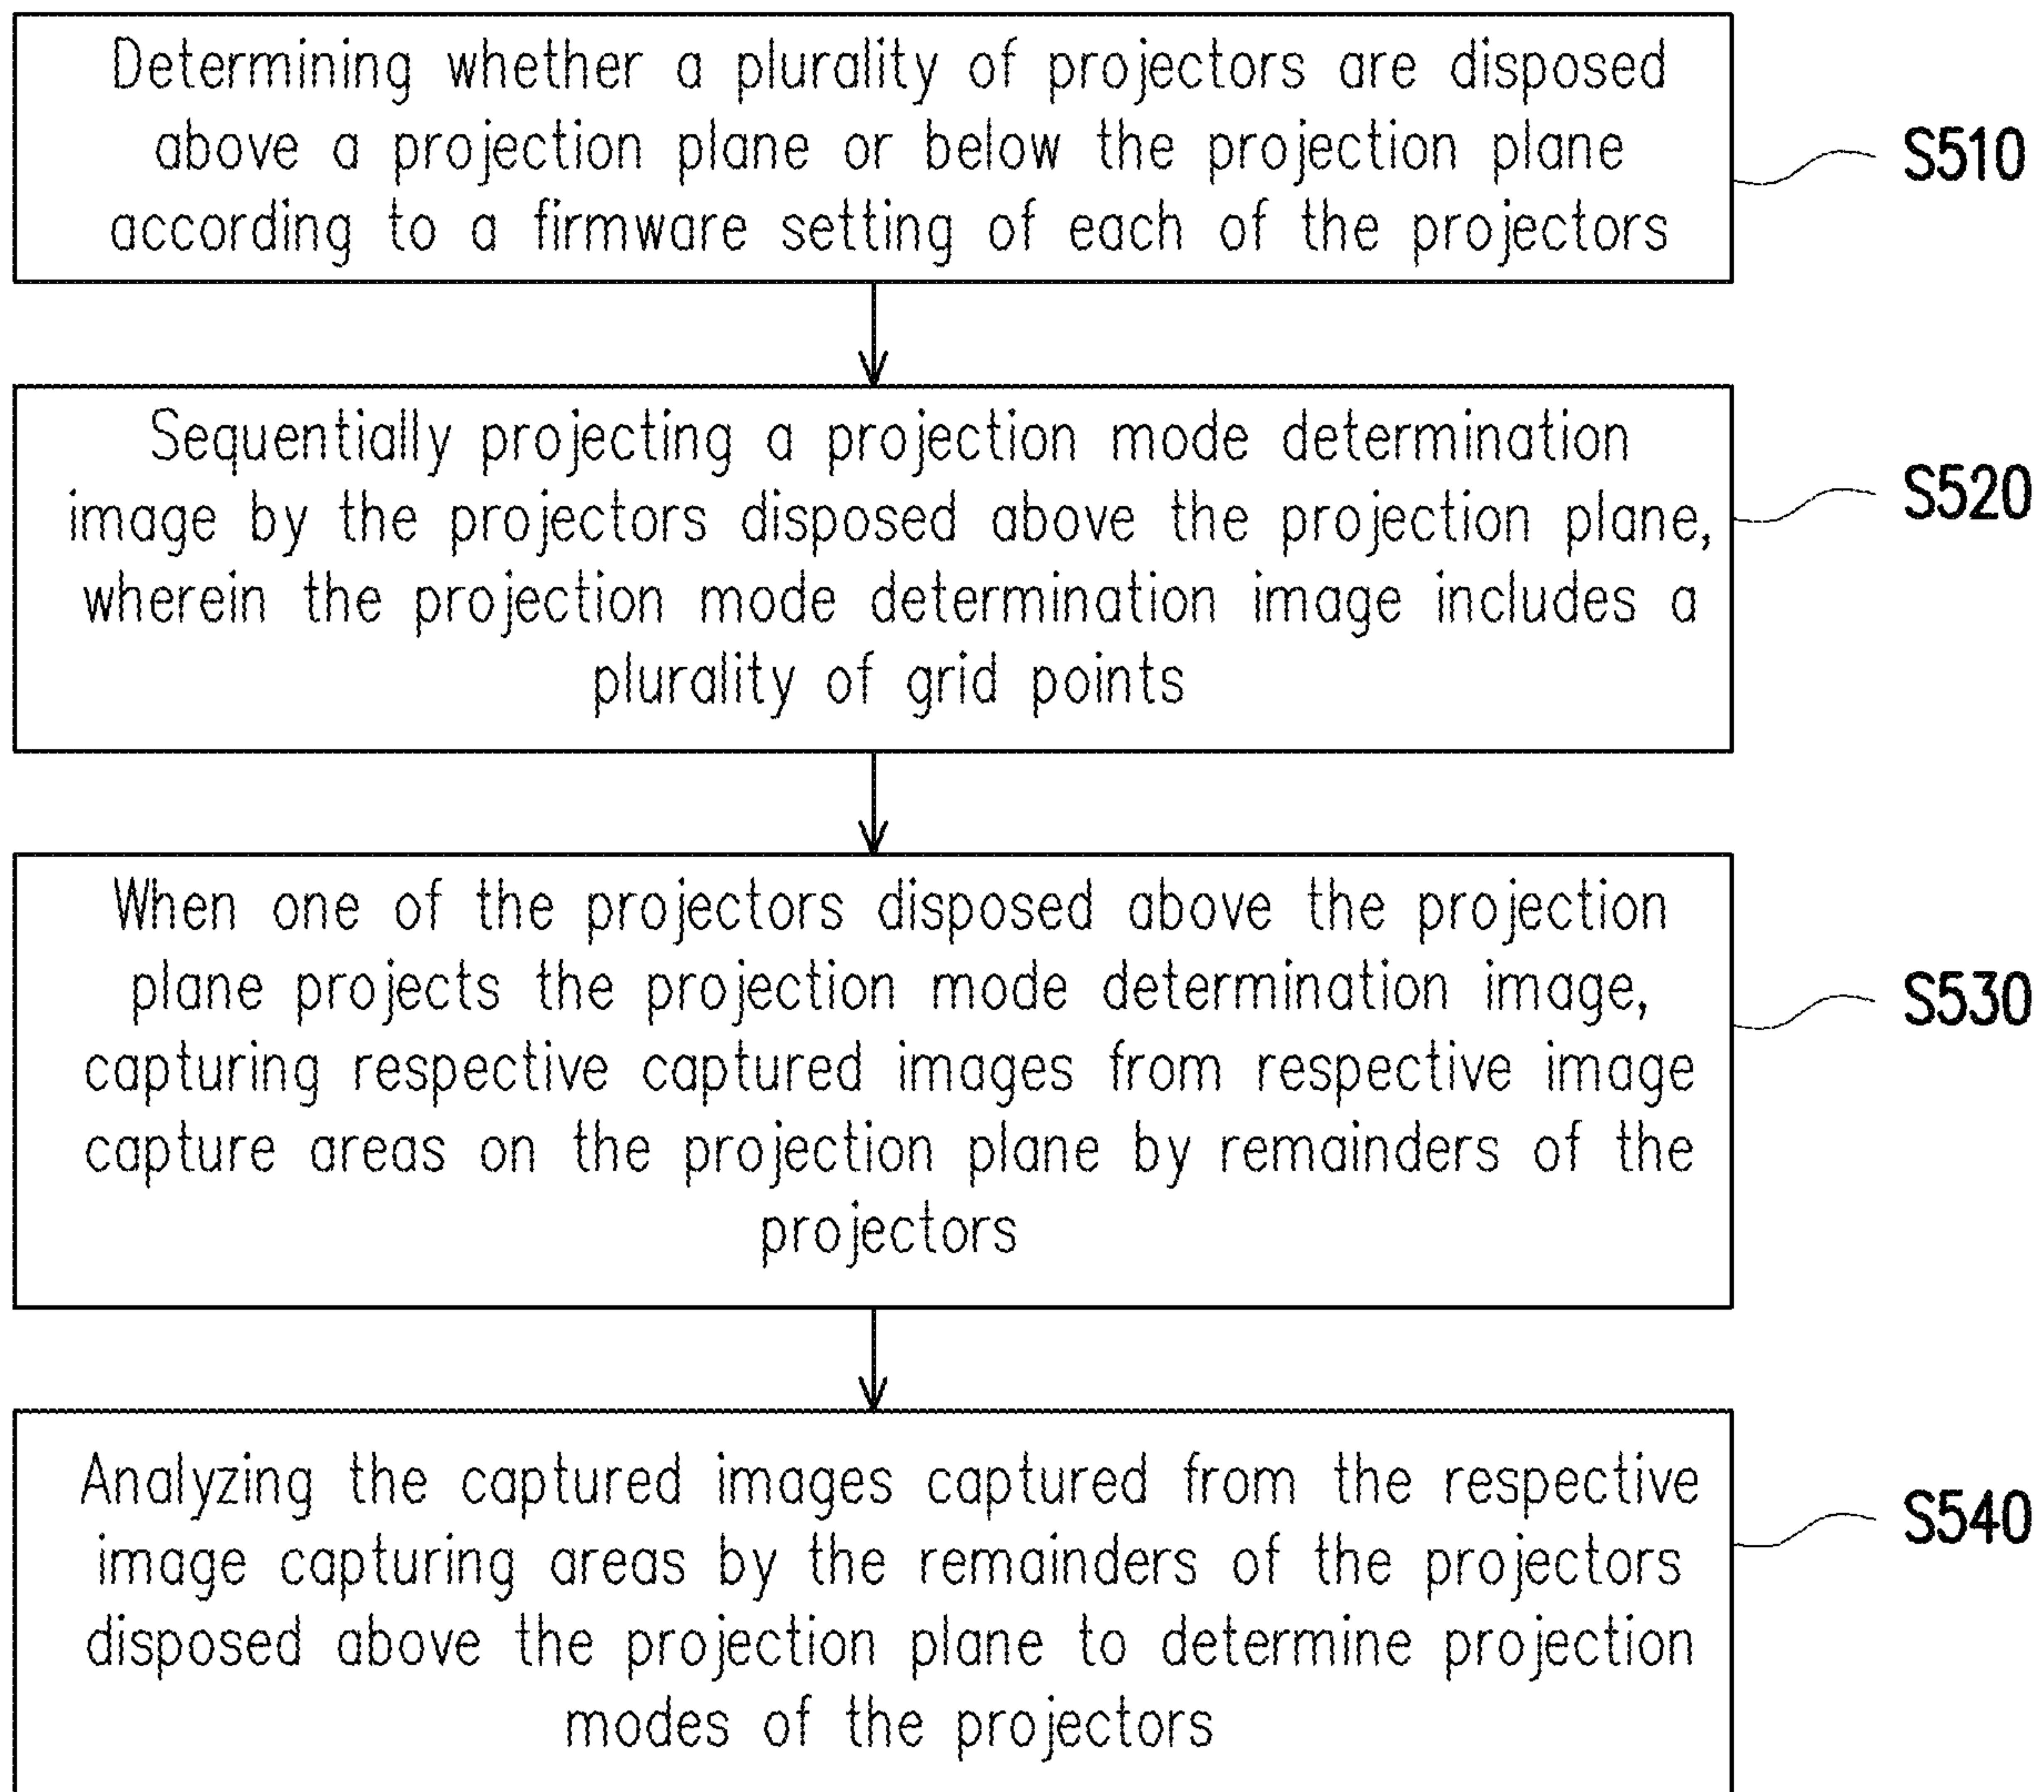 Determining whether a plurality of projectors are disposed
above a projection plane or below the projection plane
according to a firmware setting of each of the projectors
S510
Sequentially projecting a projection mode determination
image by the projectors disposed above the projection plane,
wherein the projection mode determination image includes a
plurality of grid points
S520
When one of the projectors disposed above the projection
plane projects the projection mode determination image,
capturing respective captured images from respective image
capture areas on the projection plane by remainders of the
projectors
S530
Analyzing the captured images captured from the respective
image capturing areas by the remainders of the projectors
disposed above the projection plane to determine projection
modes of the projectors
S540